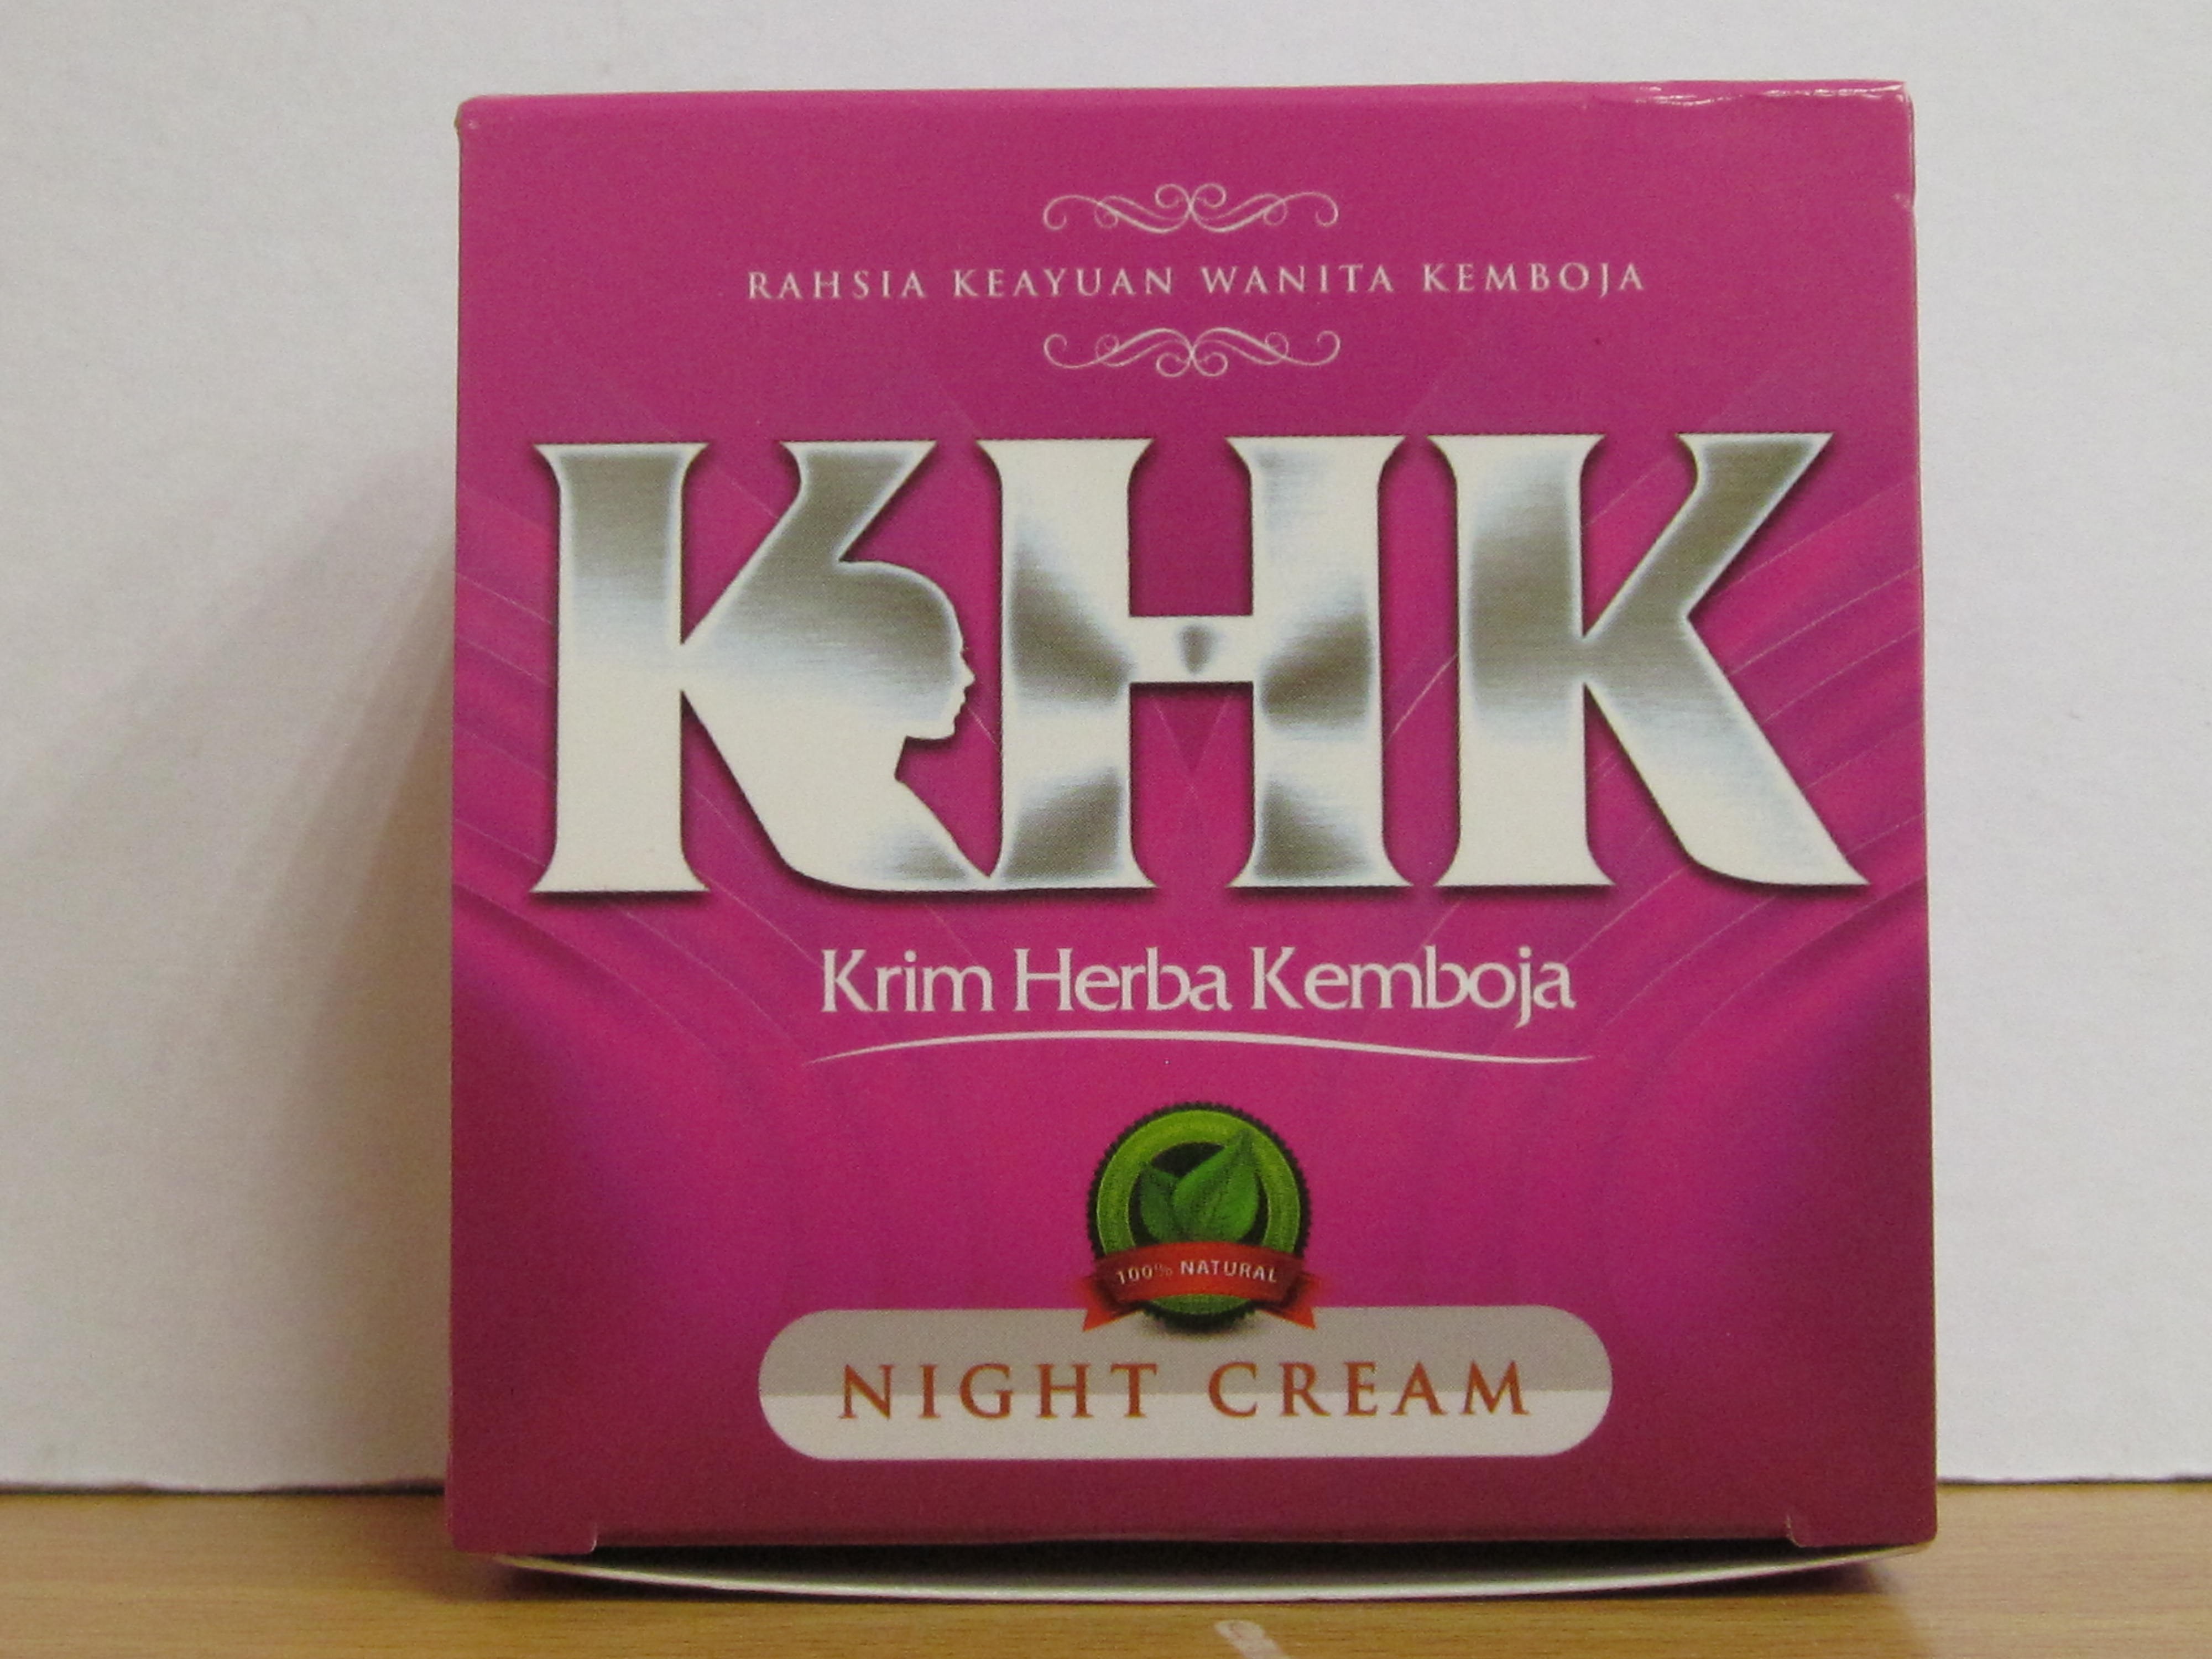 RAHSIA KEAYUAN WANITA KEMBOJA
KHK
Krim Herba Kemboja
100% NATURAL
NIGHT CREAM